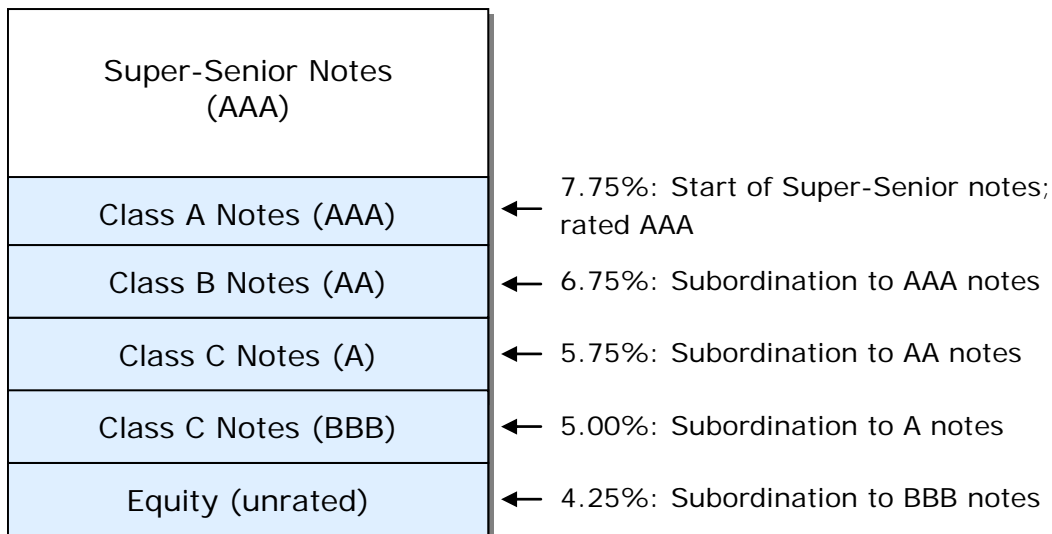 Super-Senior Notes
(AAA)
7.75%: Start of Super-Senior notes;
rated AAA
Class A Notes (AAA)
Class B Notes (AA)
6.75%: Subordination to AAA notes
Class C Notes (A)
5.75%: Subordination to AA notes
Class C Notes (BBB)
5.00%: Subordination to A notes
Equity (unrated)
4.25%: Subordination to BBB notes